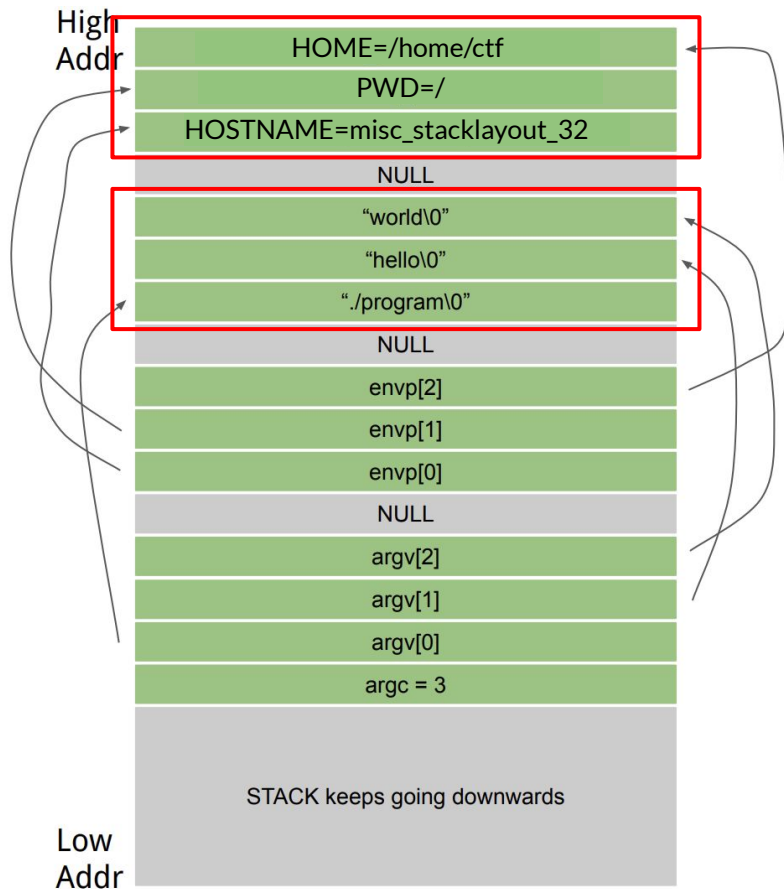 High
Addr
HOME=/home/ctf
PWD=/
HOSTNAME=misc_stacklayout_32
NULL
“world\0”
“hello\0”
“./program\0”
NULL
envp[2]
envp[1]
envp[0]
NULL
argv[2]
argv[1]
argv[0]
argc = 3
STACK keeps going downwards
Low
Addr